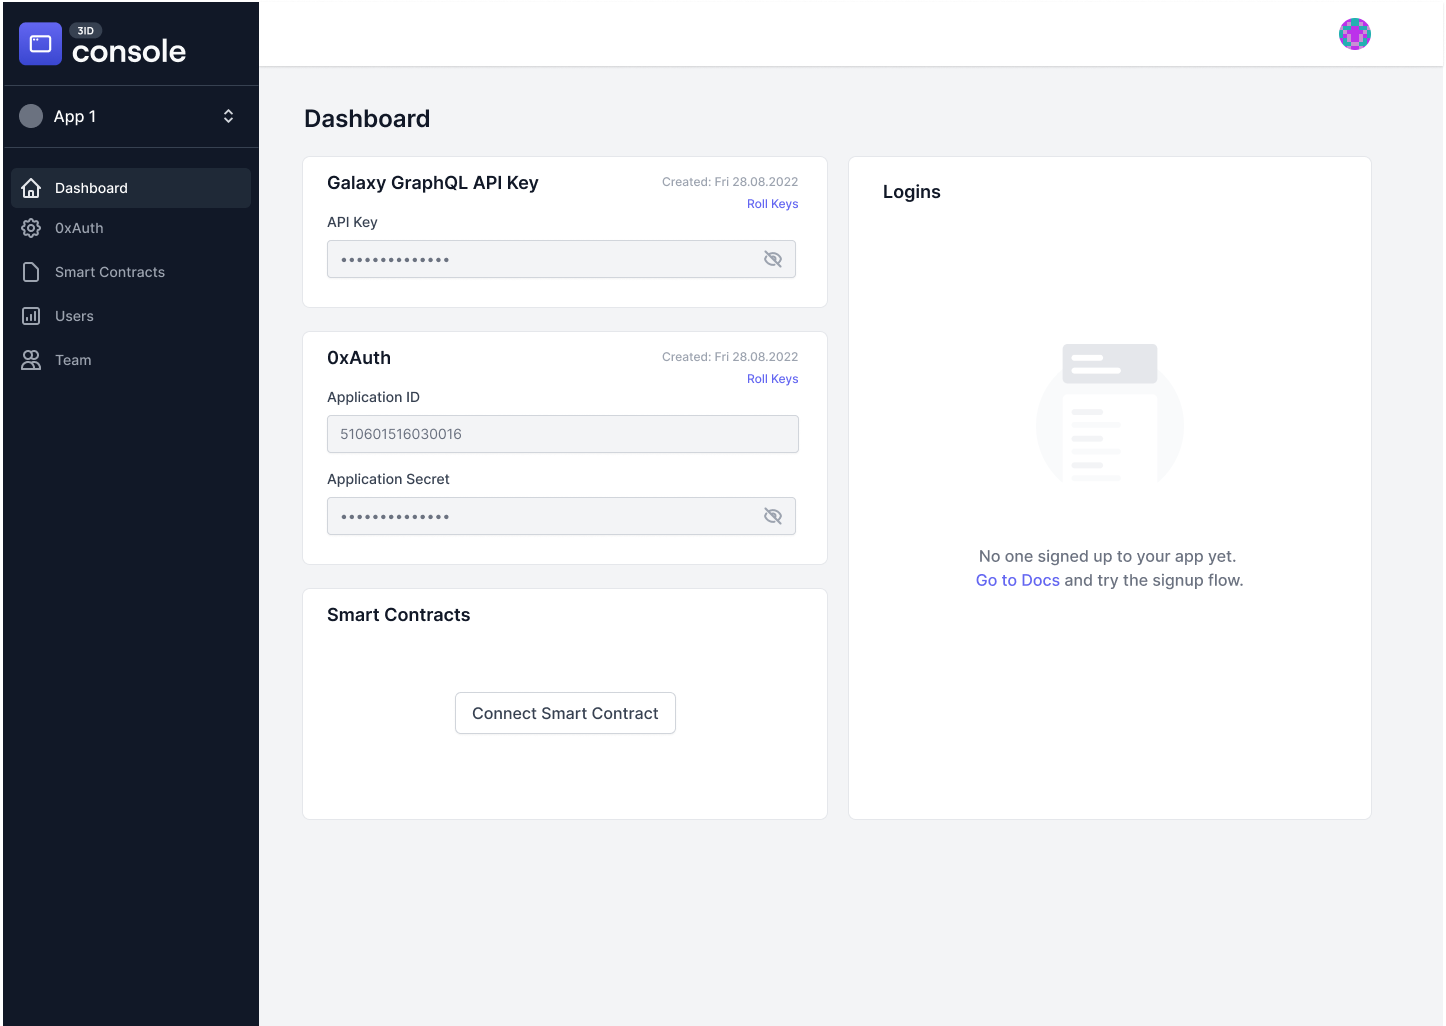 3ID
console
App 1
Dashboard
0xAuth
Smart Contracts
Users
Team
Dashboard
Galaxy GraphQL API Key
Created: Fri 28.08.2022
Roll Keys
API Key
••••••••••••••
0xAuth
Created: Fri 28.08.2022
Roll Keys
Application ID
510601516030016
Application Secret
••••••••••••••
Smart Contracts
Connect Smart Contract
Logins
No one signed up to your app yet.
Go to Docs and try the signup flow.